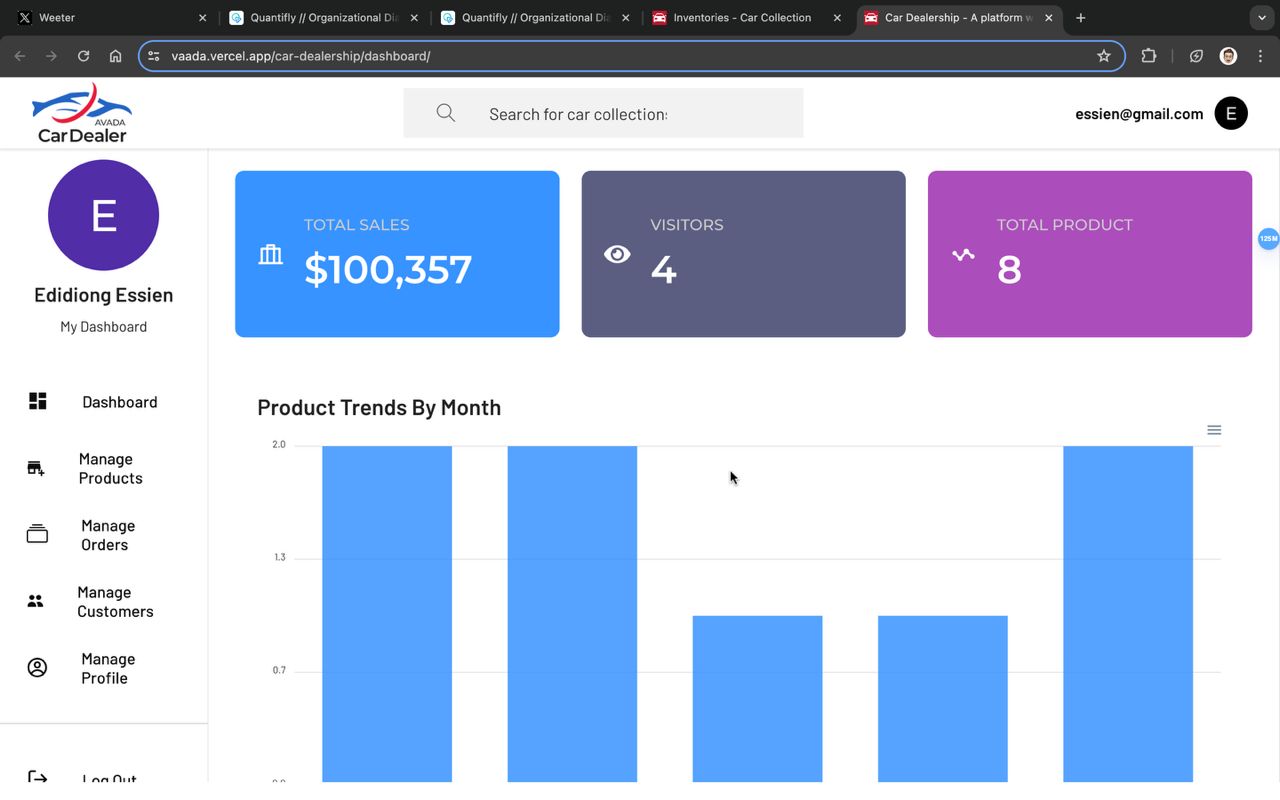 Weeter
Quantifly // Organizational Di
Quantifly // Organizational Di
Inventories - Car Collection
Car Dealership - A platform w
vaada.vercel.app/car-dealership/dashboard/
AVADA
CarDealer
Search for car collection:
essien@gmail.com
E
E
Edidiong Essien
My Dashboard
Dashboard
Manage
Products
Manage
Orders
Manage
Customers
Manage
Profile
Log Out
TOTAL SALES
$100,357
VISITORS
4
TOTAL PRODUCT
8
125M
Product Trends By Month
2.0
1.3
0.7
0.0